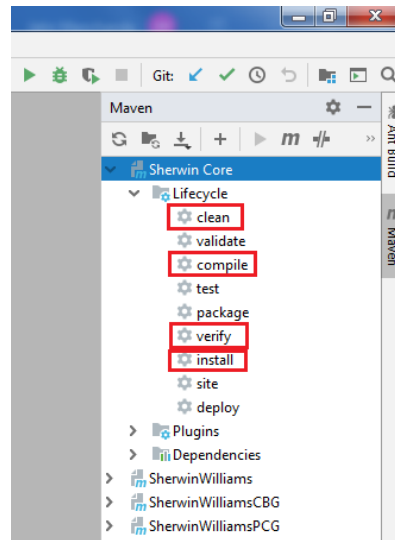 Git:
Maven
Ant Build
Sherwin Core
Lifecycle
clean
validate
compile
test
package
verify
install
site
deploy
Maven
Plugins
Dependencies
SherwinWilliams
SherwinWilliamsCBG
SherwinWilliamsPCG